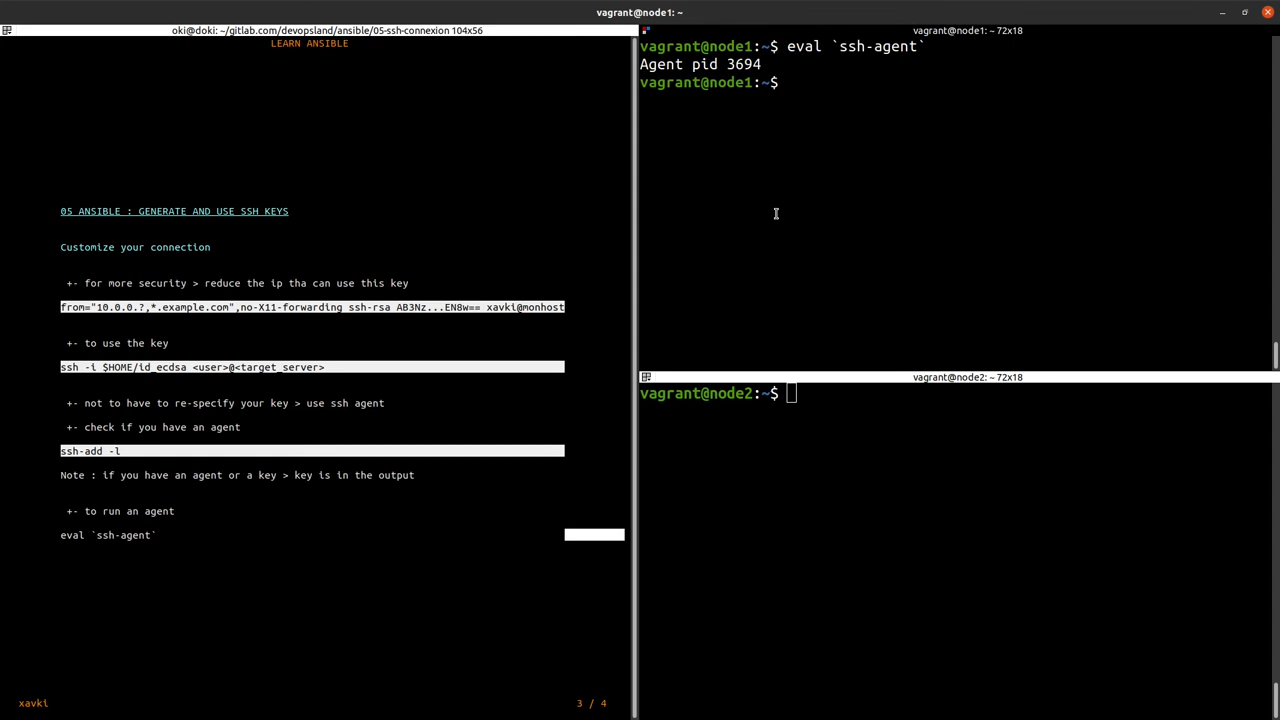 vagrant@node1: ~
oki@doki: ~/gitlab.com/devopsland/ansible/05-ssh-connexion 104x56
LEARN ANSIBLE
05 ANSIBLE : GENERATE AND USE SSH KEYS
Customize your connection
+- for more security > reduce the ip tha can use this key
from="10.0.0.?,*.example.com",no-X11-forwarding ssh-rsa AB3Nz...EN8w== xavki@monhost
+- to use the key
ssh -i $HOME/id_ecdsa <user>@<target_server>
+- not to have to re-specify your key > use ssh agent
+- check if you have an agent
ssh-add -l
Note : if you have an agent or a key > key is in the output
+- to run an agent
eval `ssh-agent`
xavki
3 / 4
vagrant@node1: ~ 72x18
vagrant@node1:~$ eval `ssh-agent`
Agent pid 3694
vagrant@node1:~$
vagrant@node2: ~ 72x18
vagrant@node2:~$